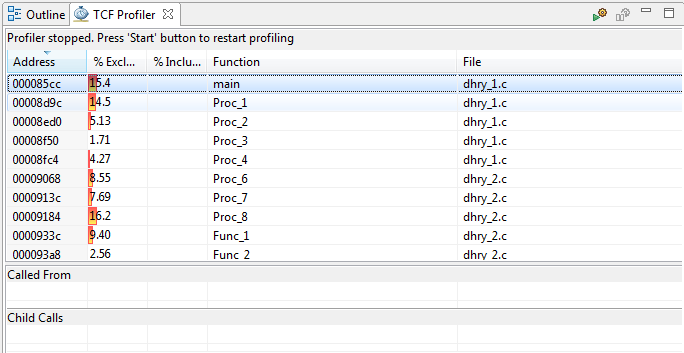 Outline TCF Profiler
Profiler stopped. Press 'Start' button to restart profiling
Address % Excl... % Inclu... Function File
000085cc 15.4 main dhry_1.c
00008d9c 14.5 Proc_1 dhry_1.c
00008ed0 5.13 Proc_2 dhry_1.c
00008f50 1.71 Proc_3 dhry_1.c
00008fc4 4.27 Proc_4 dhry_1.c
00009068 8.55 Proc_6 dhry_2.c
0000913c 7.69 Proc_7 dhry_2.c
00009184 16.2 Proc_8 dhry_2.c
0000933c 9.40 Func_1 dhry_2.c
000093a8 2.56 Func_2 dhry_2.c
Called From
Child Calls